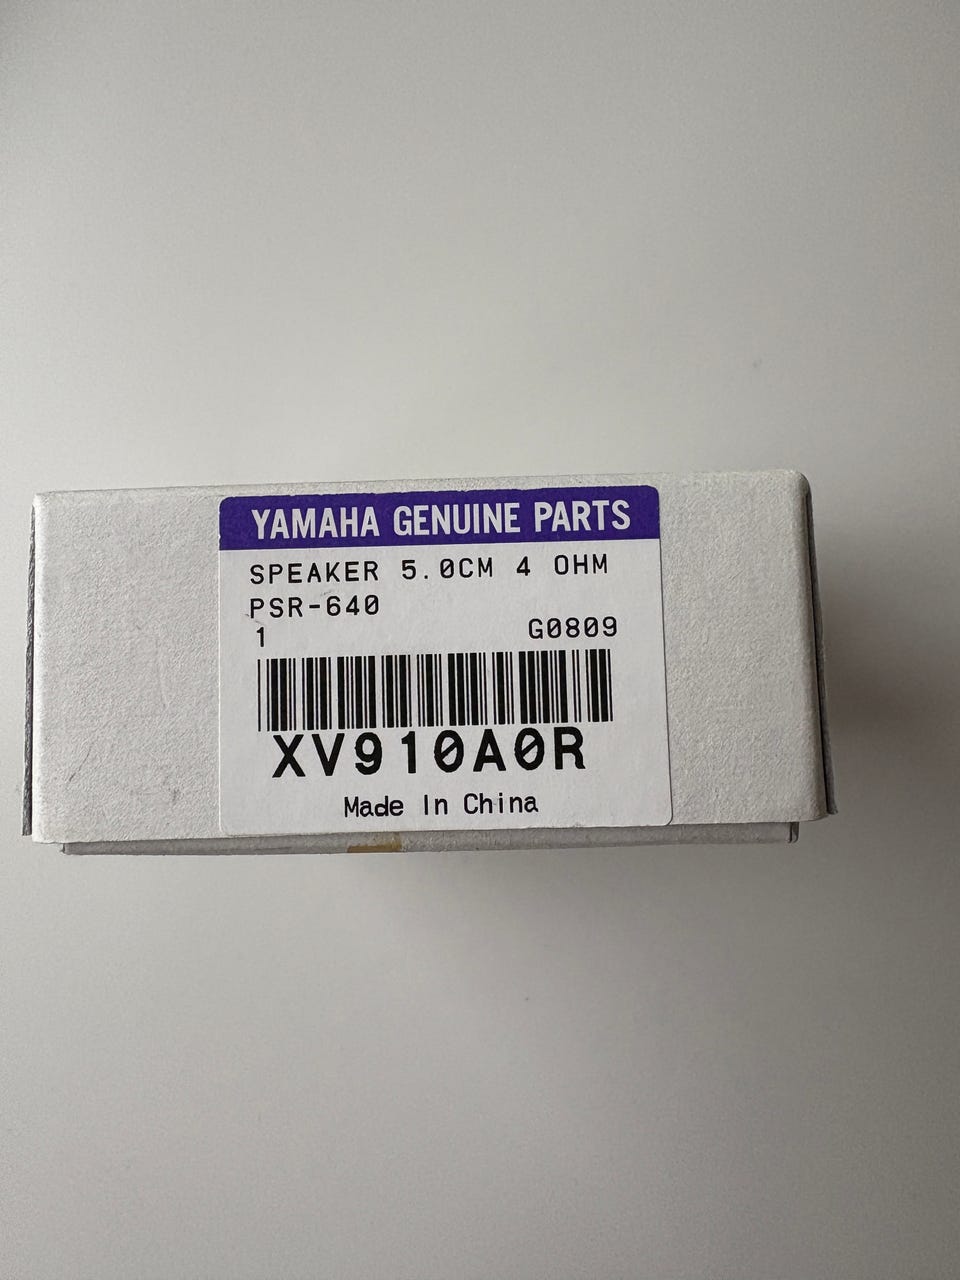 YAMAHA GENUINE PARTS
SPEAKER 5.0CM 4 OHM
PSR-640
1 G0809
XV910A0R
Made In China